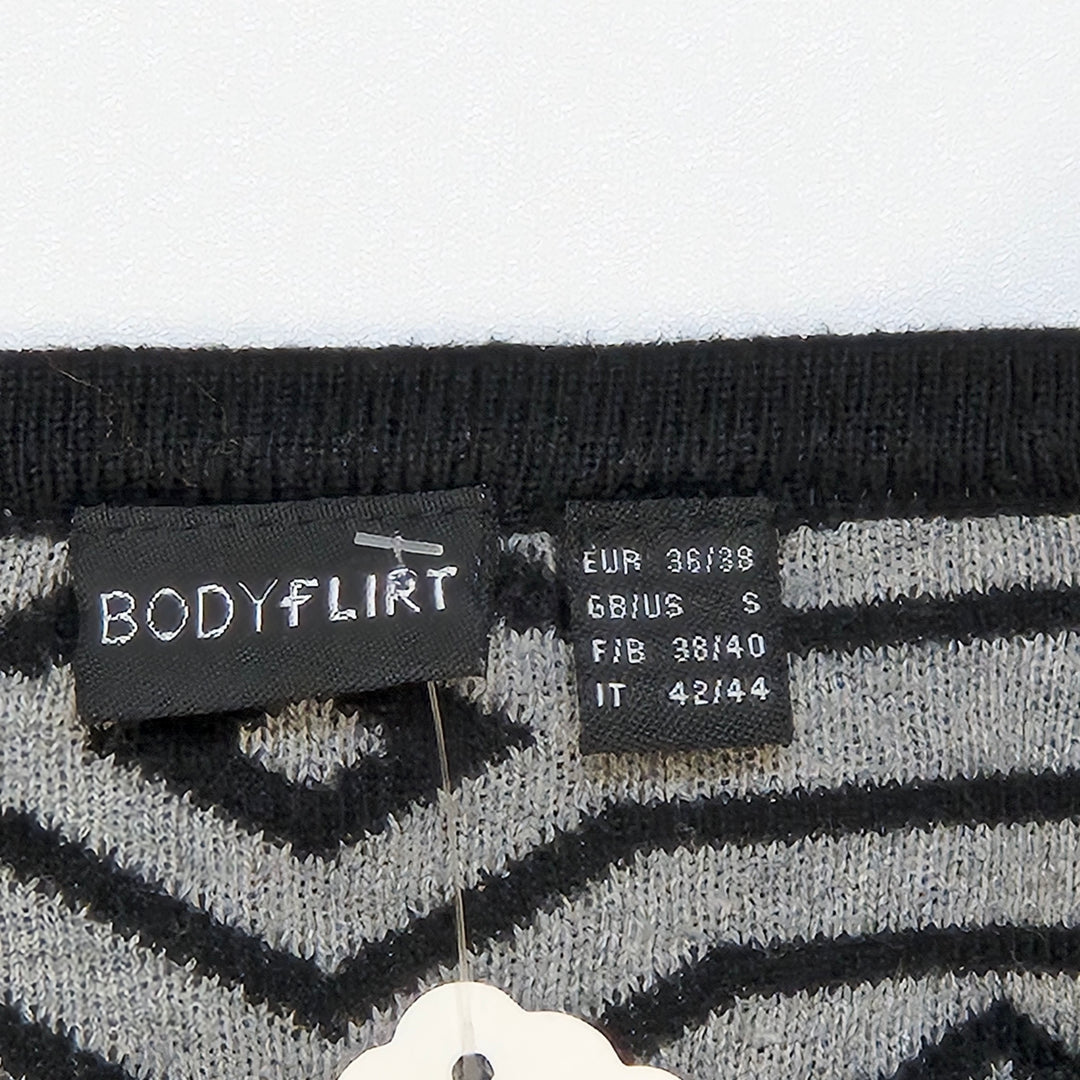 BODYFLIRT
EUR 36/38
GB/US S
F/B 38/40
IT 42/44